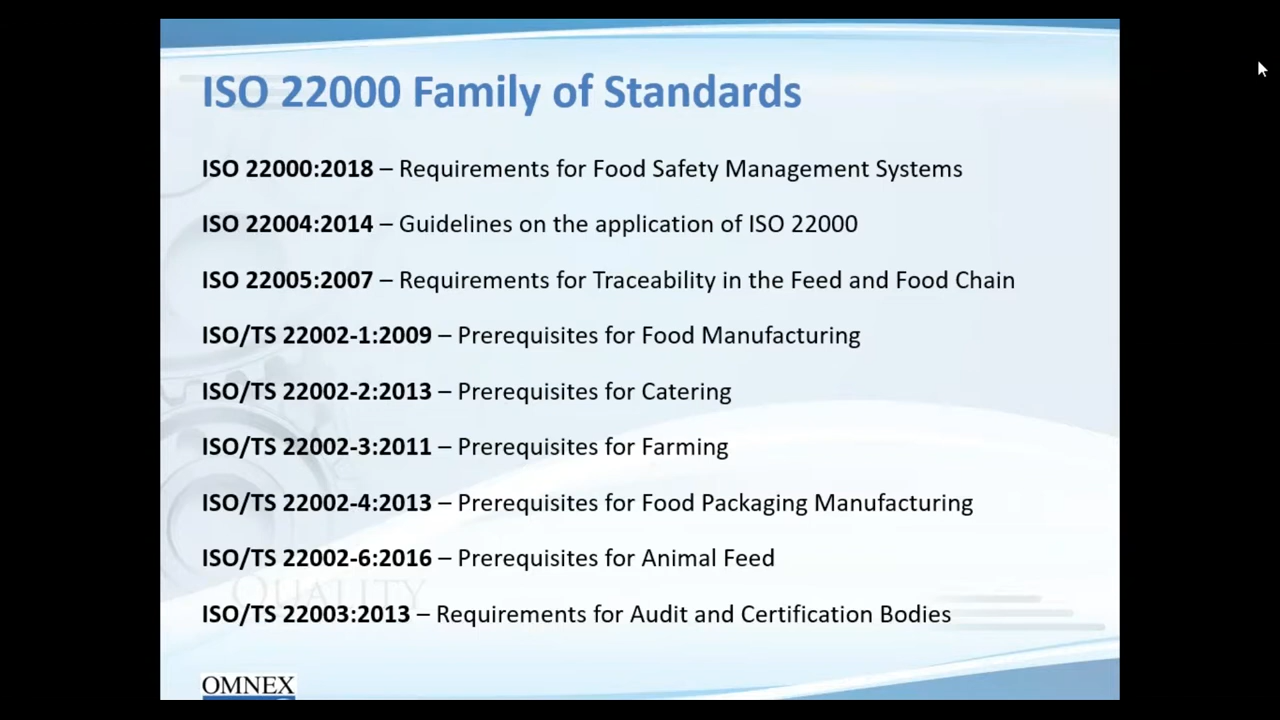 ISO 22000 Family of Standards
ISO 22000:2018 – Requirements for Food Safety Management Systems
ISO 22004:2014 – Guidelines on the application of ISO 22000
ISO 22005:2007 – Requirements for Traceability in the Feed and Food Chain
ISO/TS 22002-1:2009 – Prerequisites for Food Manufacturing
ISO/TS 22002-2:2013 – Prerequisites for Catering
ISO/TS 22002-3:2011 – Prerequisites for Farming
ISO/TS 22002-4:2013 – Prerequisites for Food Packaging Manufacturing
ISO/TS 22002-6:2016 – Prerequisites for Animal Feed
QUALITY
ISO/TS 22003:2013 – Requirements for Audit and Certification Bodies
OMNEX